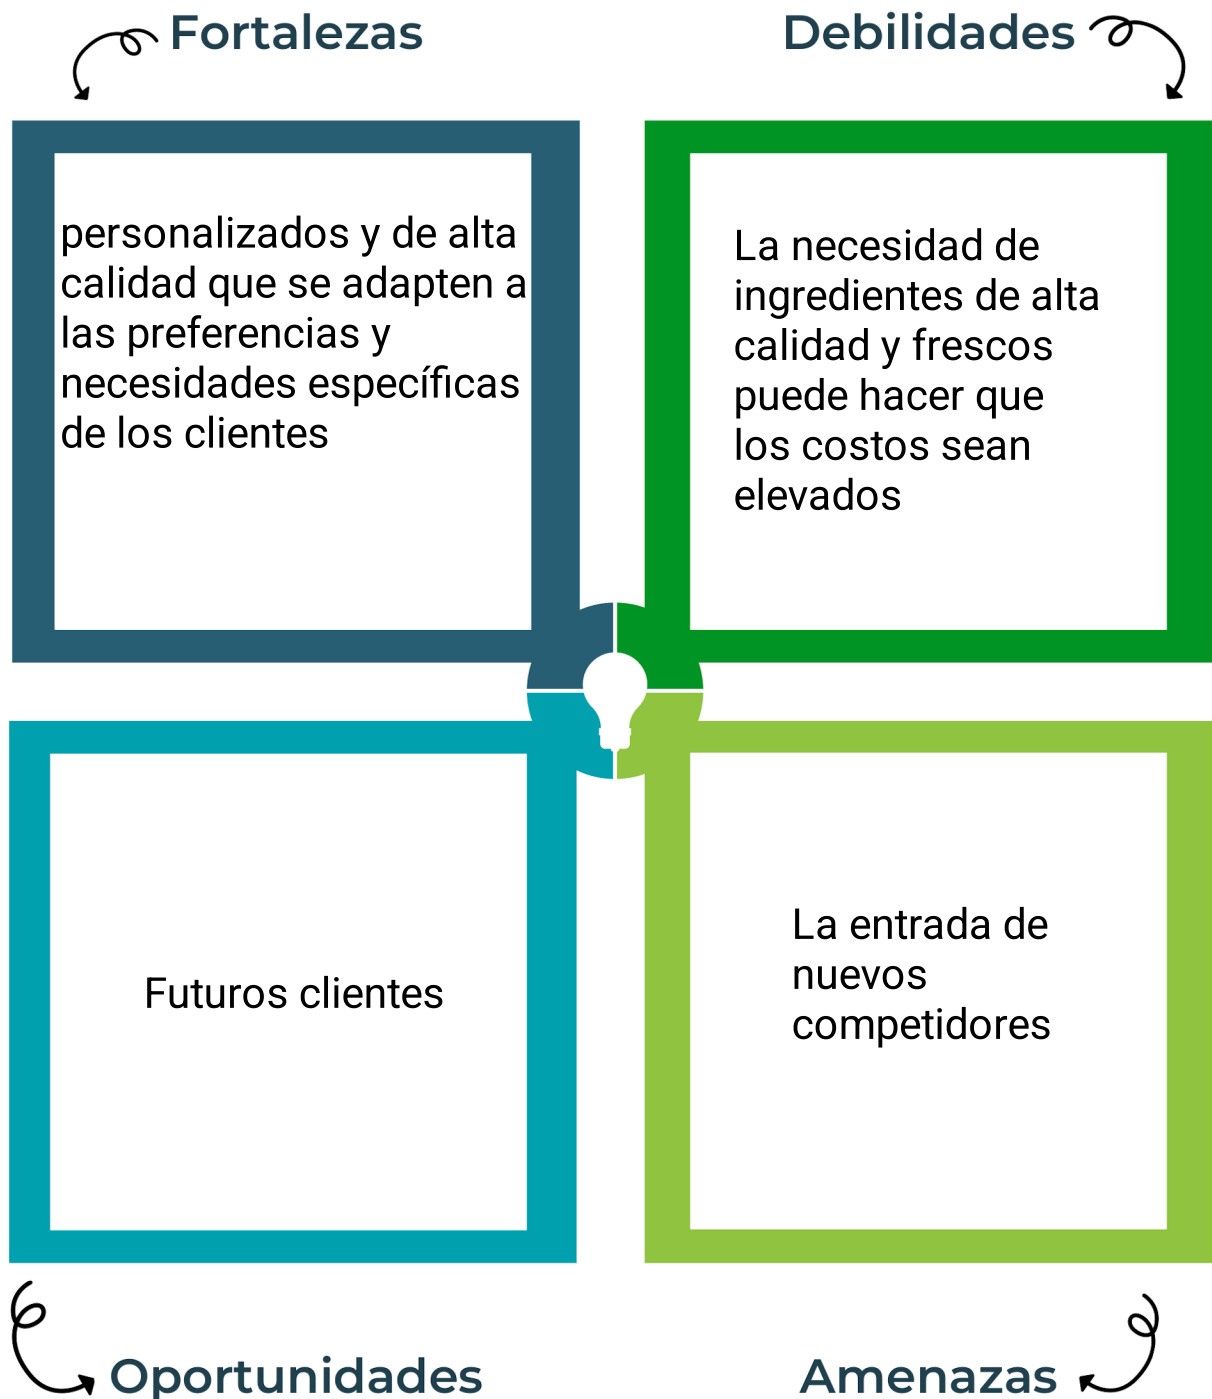 Fortalezas
personalizados y de alta
calidad que se adapten a
las preferencias y
necesidades específicas
de los clientes
Debilidades
La necesidad de
ingredientes de alta
calidad y frescos
puede hacer que
los costos sean
elevados
Futuros clientes
Oportunidades
La entrada de
nuevos
competidores
Amenazas